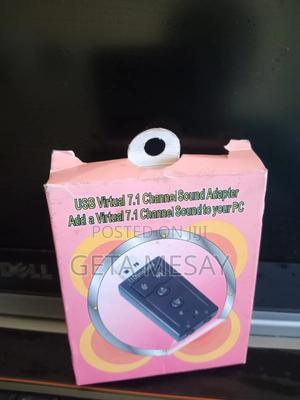 USB Virtual 7.1 Channel Sound Adapter
Add a Virtual 7.1 Channel Sound to your PC
POSTED ON JIJI
GETA MESAY
DELL